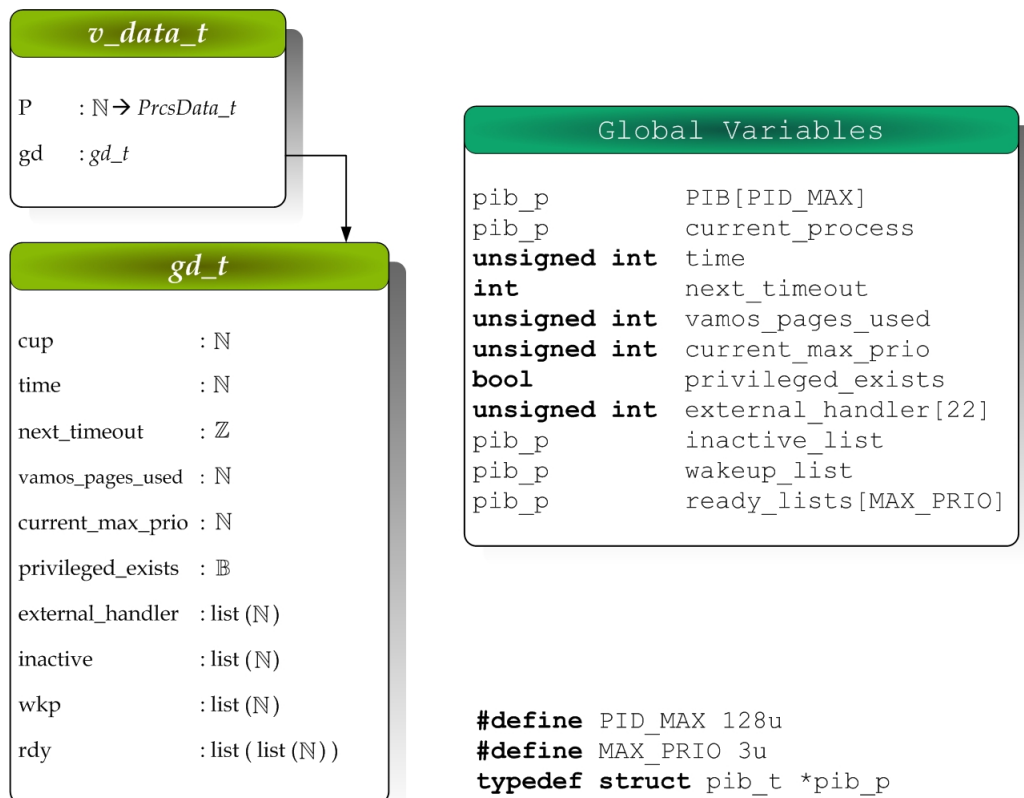 v_data_t
P : ℕ → PrcsData_t
gd : gd_t
gd_t
cup : ℕ
time : ℕ
next_timeout : ℤ
vamos_pages_used : ℕ
current_max_prio : ℕ
privileged_exists : 𝔹
external_handler : list (ℕ)
inactive : list (ℕ)
wkp : list (ℕ)
rdy : list ( list (ℕ) )
Global Variables
pib_p PIB[PID_MAX]
pib_p current_process
unsigned int time
int next_timeout
unsigned int vamos_pages_used
unsigned int current_max_prio
bool privileged_exists
unsigned int external_handler[22]
pib_p inactive_list
pib_p wakeup_list
pib_p ready_lists[MAX_PRIO]
#define PID_MAX 128u
#define MAX_PRIO 3u
typedef struct pib_t *pib_p